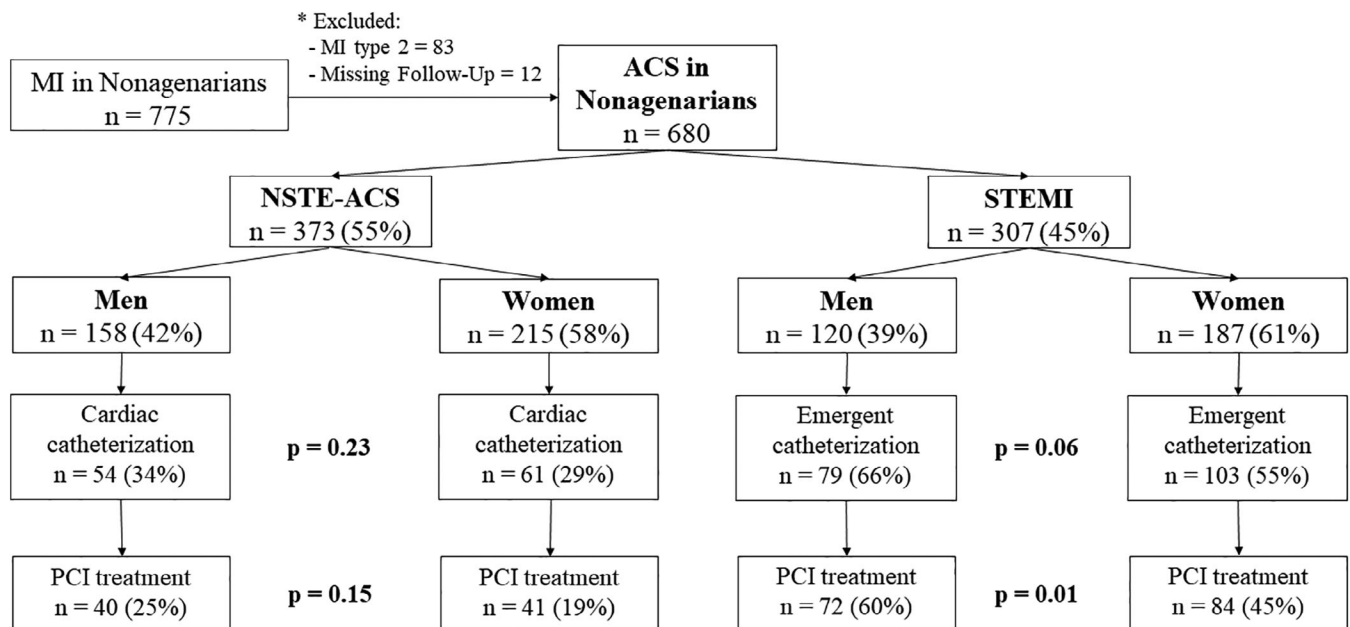 * Excluded:
- MI type 2 = 83
- Missing Follow-Up = 12
MI in Nonagenarians
n = 775
ACS in
Nonagenarians
n = 680
NSTE-ACS
n = 373 (55%)
STEMI
n = 307 (45%)
Men
n = 158 (42%)
Women
n = 215 (58%)
Men
n = 120 (39%)
Women
n = 187 (61%)
Cardiac
catheterization
n = 54 (34%)
p = 0.23
Cardiac
catheterization
n = 61 (29%)
Emergent
catheterization
n = 79 (66%)
p = 0.06
Emergent
catheterization
n = 103 (55%)
PCI treatment
n = 40 (25%)
p = 0.15
PCI treatment
n = 41 (19%)
PCI treatment
n = 72 (60%)
p = 0.01
PCI treatment
n = 84 (45%)